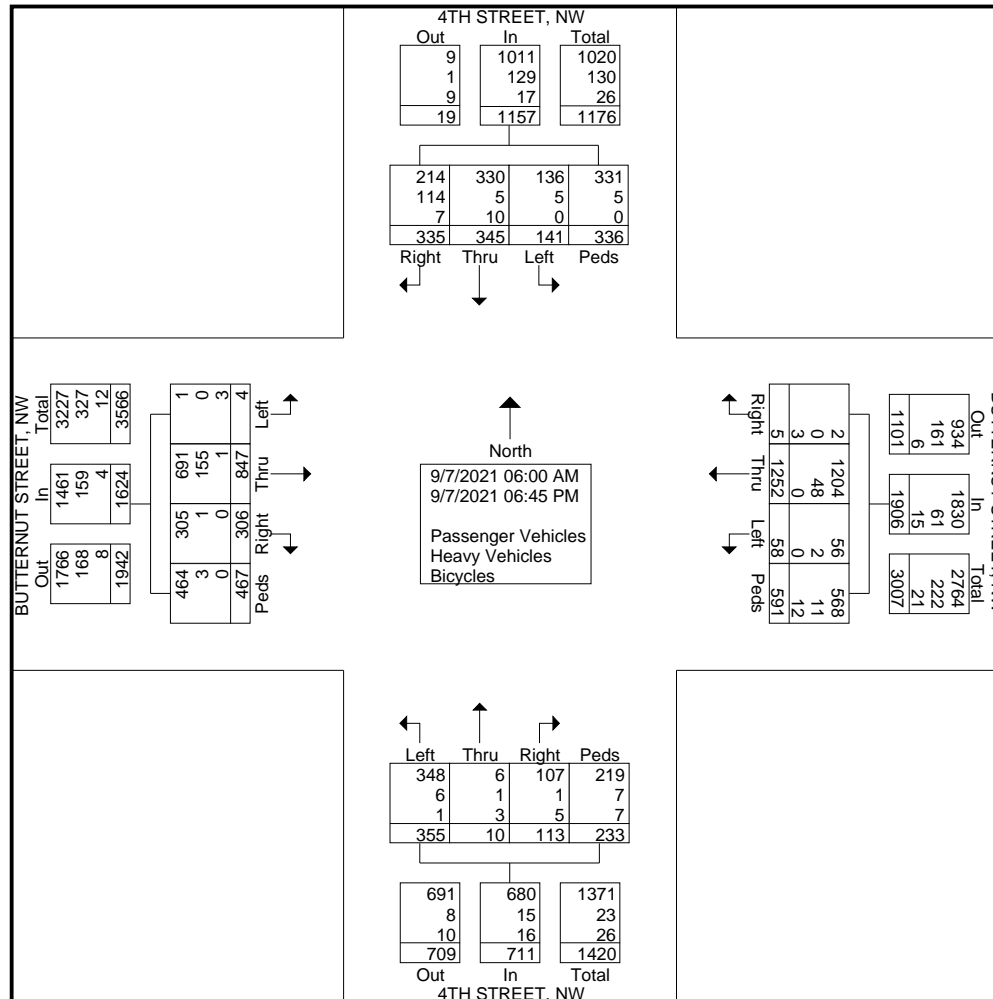 4TH STREET, NW
Out In Total
9 1011 1020
1 129 130
9 17 26
19 1157 1176
214 330 136 331
114 5 5 5
7 10 0 0
335 345 141 336
Right Thru Left Peds
BUTTERNUT STREET, NW
Total In Out
3227 1461 1766
327 159 168
12 4 8
3566 1624 1942
1 691 305 464
0 155 1 3
3 1 0 0
4 847 306 467
Left Thru Right Peds
North
9/7/2021 06:00 AM
9/7/2021 06:45 PM
Passenger Vehicles
Heavy Vehicles
Bicycles
Right Thru Left Peds
2 1204 56 568
0 48 2 11
3 0 0 12
5 1252 58 591
Out In Total
934 1830 2764
161 61 222
6 15 21
1101 1906 3007
Left Thru Right Peds
348 6 107 219
6 1 1 7
1 3 5 7
355 10 113 233
691 680 1371
8 15 23
10 16 26
709 711 1420
Out In Total
4TH STREET, NW